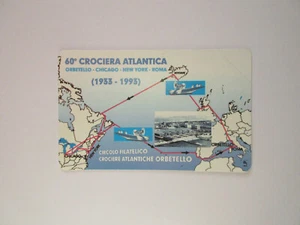 60° CROCIERA ATLANTICA
ORBETELLO - CHICAGO - NEW YORK - ROMA
(1933 - 1993)
CIRCOLO FILATELICO
CROCIERE ATLANTICHE ORBETELLO